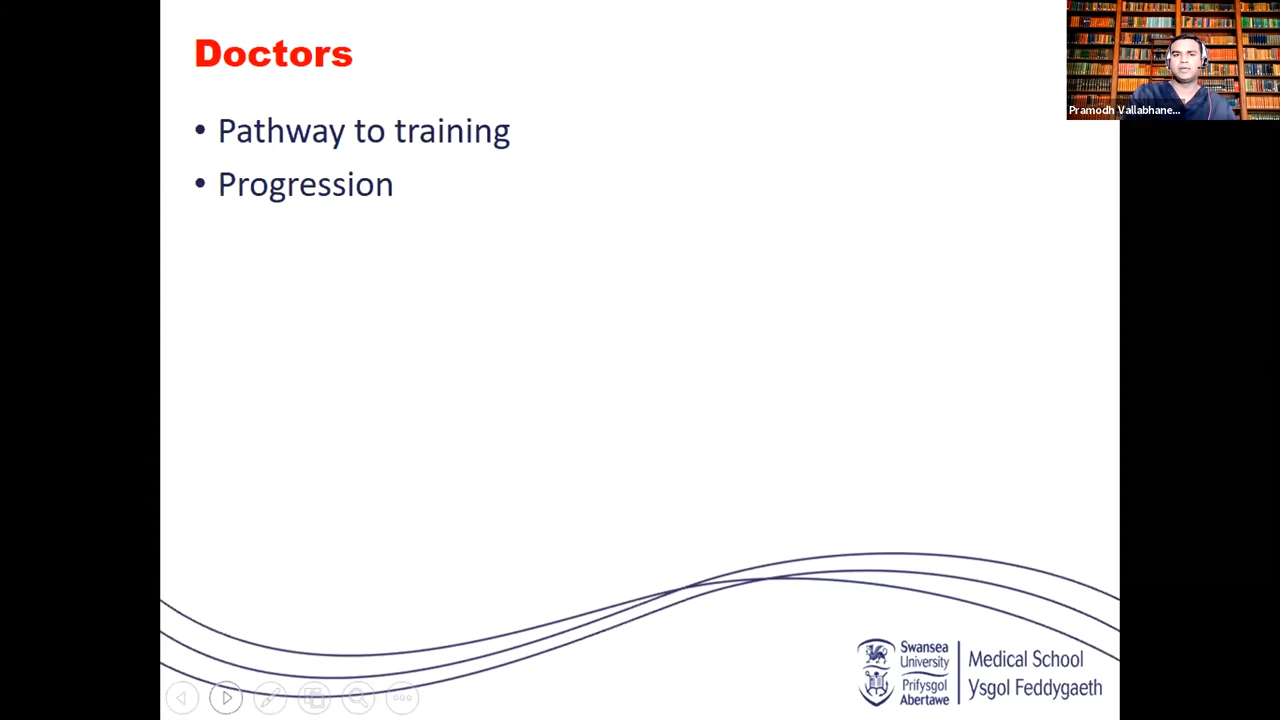 Doctors
• Pathway to training
• Progression
Pramodh Vallabhane...
Swansea
University
Prifysgol
Abertawe
Medical School
Ysgol Feddygaeth